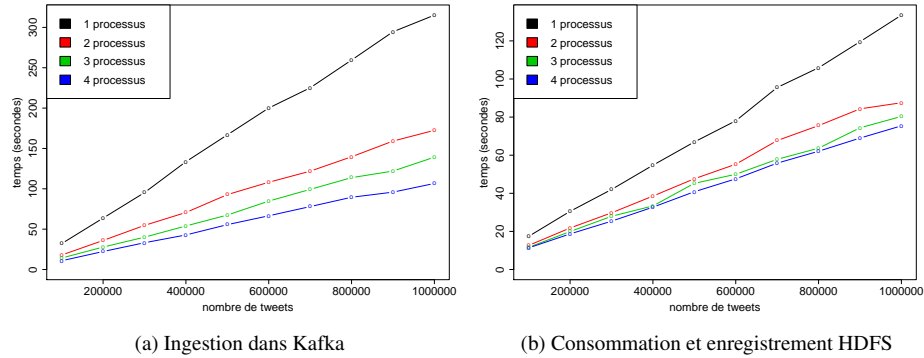 1 processus
2 processus
3 processus
4 processus
temps (secondes)
300
250
200
150
100
50
0
200000 400000 600000 800000 1000000
nombre de tweets
(a) Ingestion dans Kafka
1 processus
2 processus
3 processus
4 processus
temps (secondes)
120
100
80
60
40
20
0
200000 400000 600000 800000 1000000
nombre de tweets
(b) Consommation et enregistrement HDFS